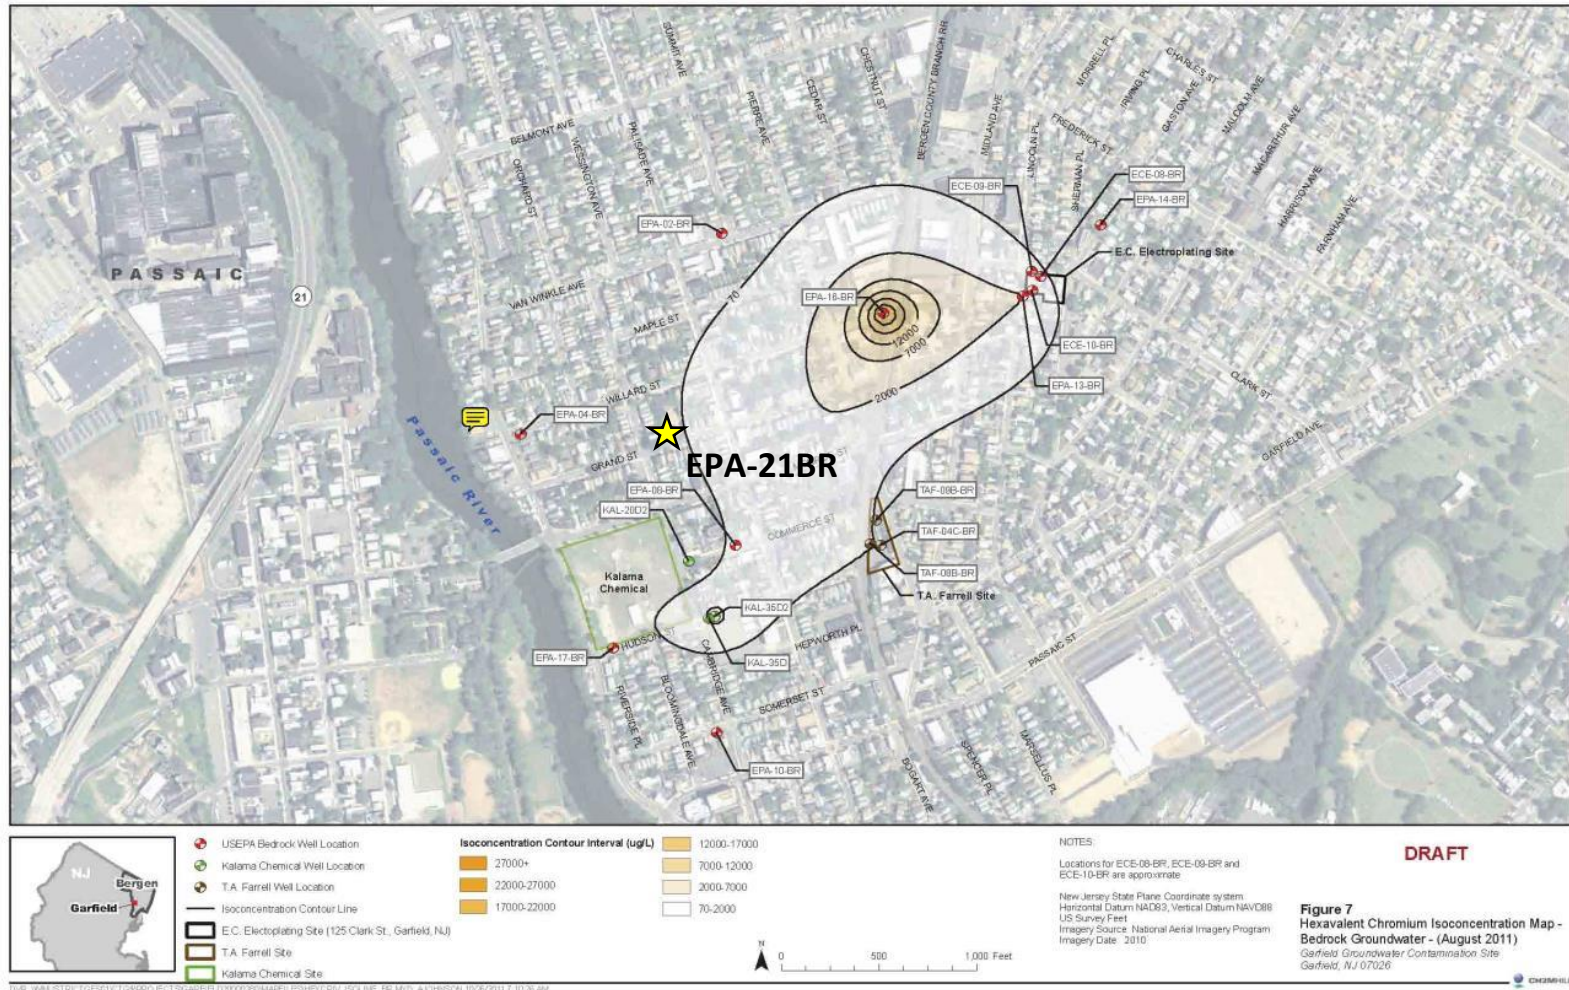 SUMMIT AVE
PIERRE AVE
CEDAR ST
CHESTNUT ST
BERGEN COUNTY BRANCH RR
MIDLAND AVE
MORRELL PL
IRVING PL
CHARLES ST
GASTON AVE
MALCOLM AVE
MACARTHUR AVE
HARRISON AVE
FARNHAM AVE
BELMONT AVE
ORCHARD ST
WESSINGTON AVE
PALISADE AVE
LINCOLN PL
FREDERICK ST
SHERMAN PL
ECE-09-BR
ECE-08-BR
EPA-14-BR
EPA-02-BR
E.C. Electroplating Site
PASSAIC
21
VAN WINKLE AVE
70
EPA-16-BR
MAPLE ST
12000
7000
2000
ECE-10-BR
EPA-13-BR
CLARK ST
WILLARD ST
EPA-04-BR
GARFIELD AVE
Passaic River
GRAND ST
EPA-21BR
ST
EPA-08-BR
KAL-20D2
COMMERCE ST
TAF-09B-BR
TAF-04C-BR
TAF-08B-BR
T.A. Farrell Site
Kalama
Chemical
KAL-35D2
HUDSON ST
HEPWORTH PL
EPA-17-BR
KAL-35D
PASSAIC ST
RIVERSIDE PL
BLOOMINGDALE AVE
CAMBRIDGE AVE
SOMERSET ST
EPA-10-BR
BOGART AVE
SPENCER PL
MARSELLUS PL
NJ
Bergen
Garfield
USEPA Bedrock Well Location
Kalama Chemical Well Location
T.A. Farrell Well Location
Isoconcentration Contour Line
E.C. Electoplating Site (125 Clark St., Garfield, NJ)
T.A. Farrell Site
Kalama Chemical Site
Isoconcentration Contour Interval (ug/L)
27000+
22000-27000
17000-22000
12000-17000
7000-12000
2000-7000
70-2000
N
0 500 1,000 Feet
NOTES:
Locations for ECE-08-BR, ECE-09-BR and
ECE-10-BR are approximate
New Jersey State Plane Coordinate system
Horizontal Datum NAD83, Vertical Datum NAVD88
US Survey Feet
Imagery Source National Aerial Imagery Program
Imagery Date 2010
DRAFT
Figure 7
Hexavalent Chromium Isoconcentration Map -
Bedrock Groundwater - (August 2011)
Garfield Groundwater Contamination Site
Garfield, NJ 07026
CH2MHILL